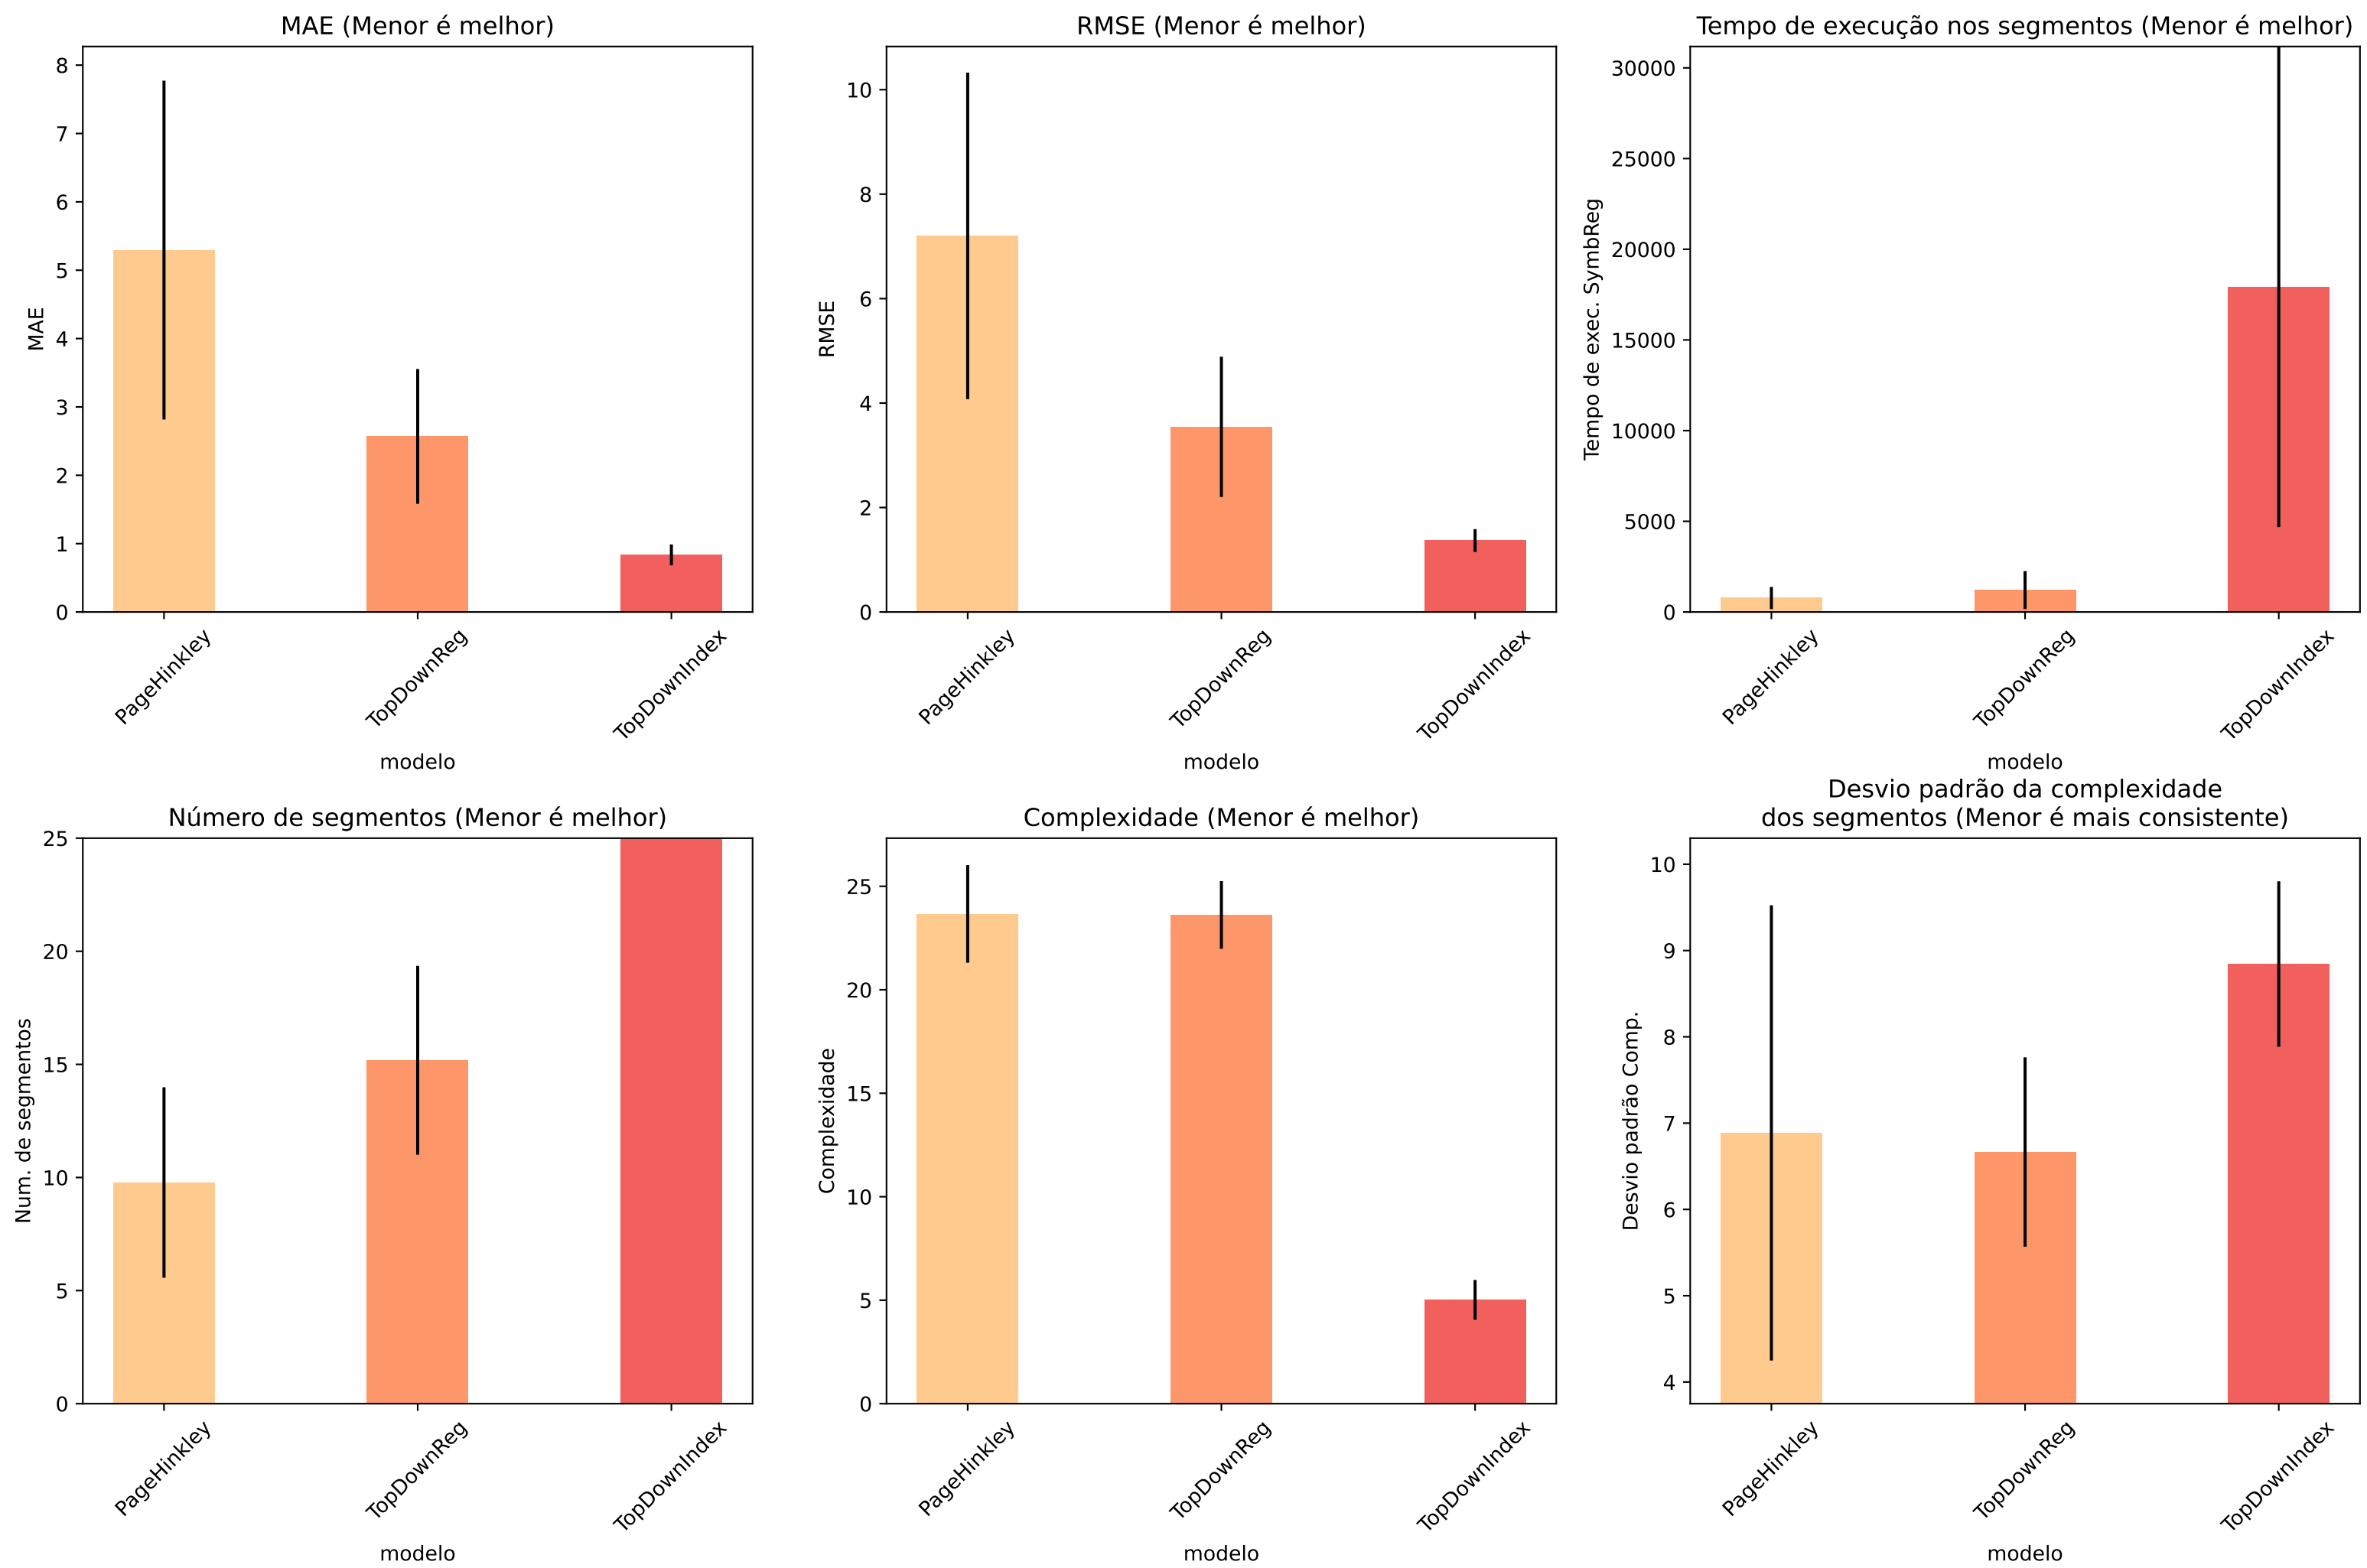 MAE (Menor é melhor)
8
7
6
5
4
3
2
1
0
MAE
PageHinkley
TopDownReg
TopDownIndex
modelo
RMSE (Menor é melhor)
10
8
6
4
2
0
RMSE
PageHinkley
TopDownReg
TopDownIndex
modelo
Tempo de execução nos segmentos (Menor é melhor)
30000
25000
20000
15000
10000
5000
0
Tempo de exec. SymbReg
PageHinkley
TopDownReg
TopDownIndex
modelo
Número de segmentos (Menor é melhor)
25
20
15
10
5
0
Num. de segmentos
PageHinkley
TopDownReg
TopDownIndex
modelo
Complexidade (Menor é melhor)
25
20
15
10
5
0
Complexidade
PageHinkley
TopDownReg
TopDownIndex
modelo
Desvio padrão da complexidade
dos segmentos (Menor é mais consistente)
10
9
8
7
6
5
4
Desvio padrão Comp.
PageHinkley
TopDownReg
TopDownIndex
modelo